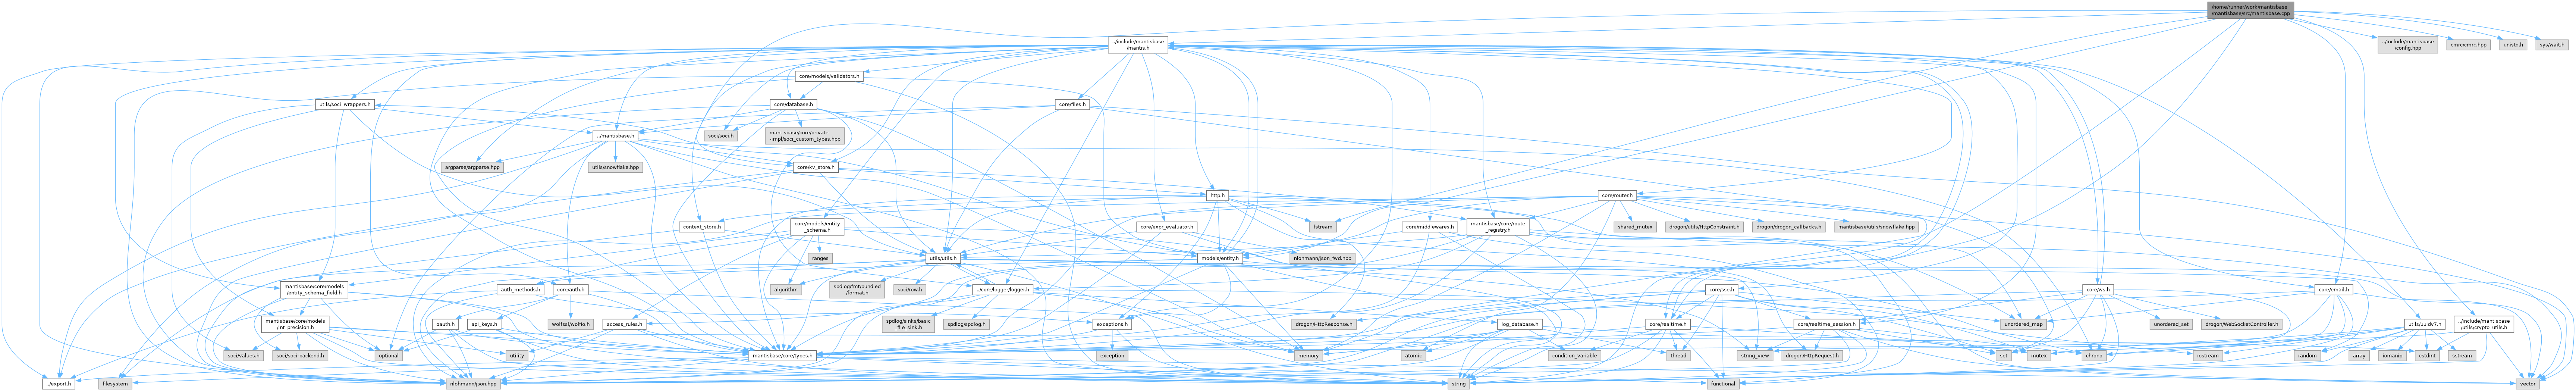 /home/runner/work/mantisbase
/mantisbase/src/mantisbase.cpp
../include/mantisbase
/mantis.h
../include/mantisbase
/config.hpp
cmrc/cmrc.hpp
unistd.h
sys/wait.h
core/models/validators.h
utils/soci_wrappers.h
core/database.h
core/files.h
soci/soci.h
mantisbase/core/private
-impl/soci_custom_types.hpp
../mantisbase.h
argparse/argparse.hpp
utils/snowflake.hpp
core/kv_store.h
http.h
core/router.h
context_store.h
core/models/entity
_schema.h
fstream
core/expr_evaluator.h
core/middlewares.h
mantisbase/core/route
_registry.h
shared_mutex
drogon/utils/HttpConstraint.h
drogon/drogon_callbacks.h
mantisbase/utils/snowflake.hpp
ranges
utils/utils.h
nlohmann/json_fwd.hpp
models/entity.h
mantisbase/core/models
/entity_schema_field.h
auth_methods.h
core/auth.h
algorithm
spdlog/fmt/bundled
/format.h
soci/row.h
../core/logger/logger.h
core/sse.h
core/ws.h
core/email.h
mantisbase/core/models
/int_precision.h
oauth.h
api_keys.h
wolfssl/wolfio.h
access_rules.h
spdlog/sinks/basic
_file_sink.h
spdlog/spdlog.h
exceptions.h
drogon/HttpResponse.h
log_database.h
core/realtime.h
core/realtime_session.h
unordered_map
unordered_set
drogon/WebSocketController.h
utils/uuidv7.h
../include/mantisbase
/utils/crypto_utils.h
soci/values.h
soci/soci-backend.h
optional
utility
mantisbase/core/types.h
exception
memory
atomic
condition_variable
thread
string_view
drogon/HttpRequest.h
set
mutex
chrono
iostream
random
array
iomanip
cstdint
sstream
../export.h
filesystem
nlohmann/json.hpp
string
functional
vector